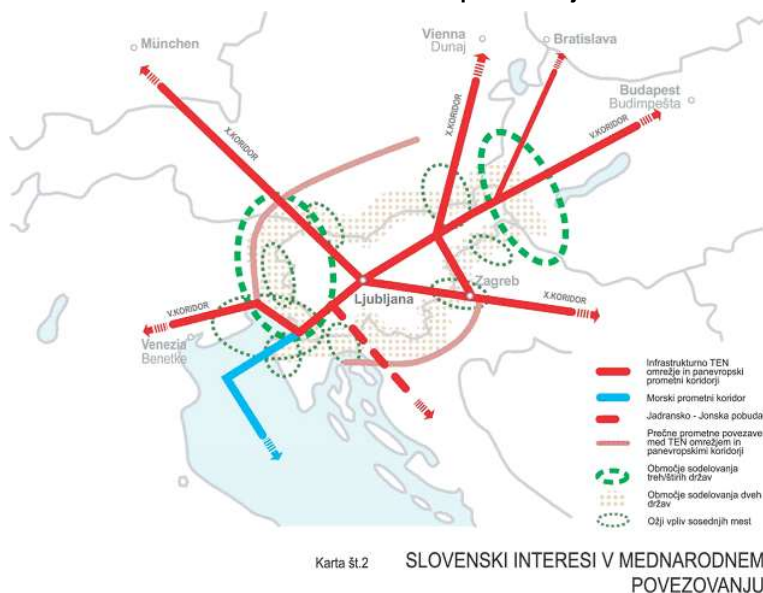 München
Vienna
Dunaj
Bratislava
Budapest
Budimpešta
X.KORIDOR
X.KORIDOR
V.KORIDOR
Ljubljana
Zagreb
X.KORIDOR
V.KORIDOR
Venezia
Benetke
Infrastrukturno TEN
omrežje in panevropski
prometni koridorji
Morski prometni koridor
Jadransko - Jonska pobuda
Prečne prometne povezave
med TEN omrežjem in
panevropskimi koridorji
Območje sodelovanja
treh/štirih držav
Območje sodelovanja dveh
držav
Ožji vpliv sosednjih mest
Karta št.2 SLOVENSKI INTERESI V MEDNARODNEM
POVEZOVANJU